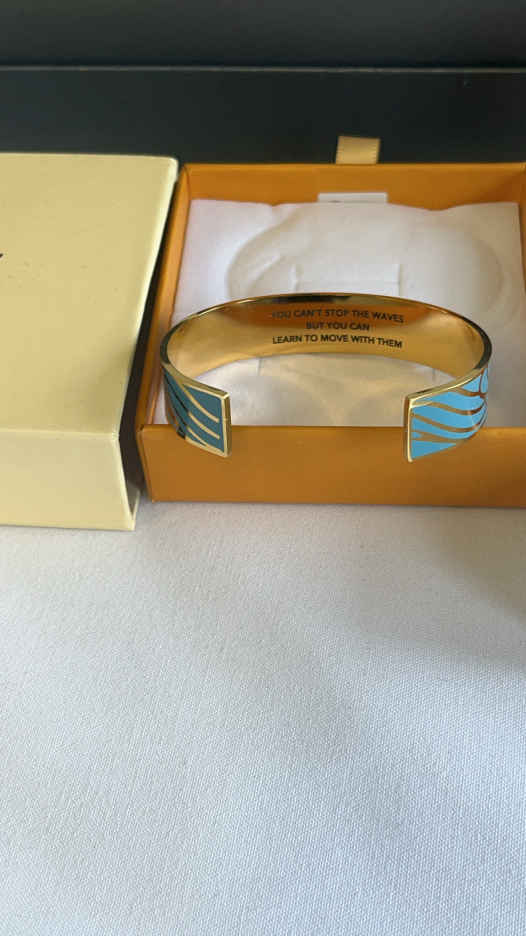 YOU CAN'T STOP THE WAVES
BUT YOU CAN
LEARN TO MOVE WITH THEM